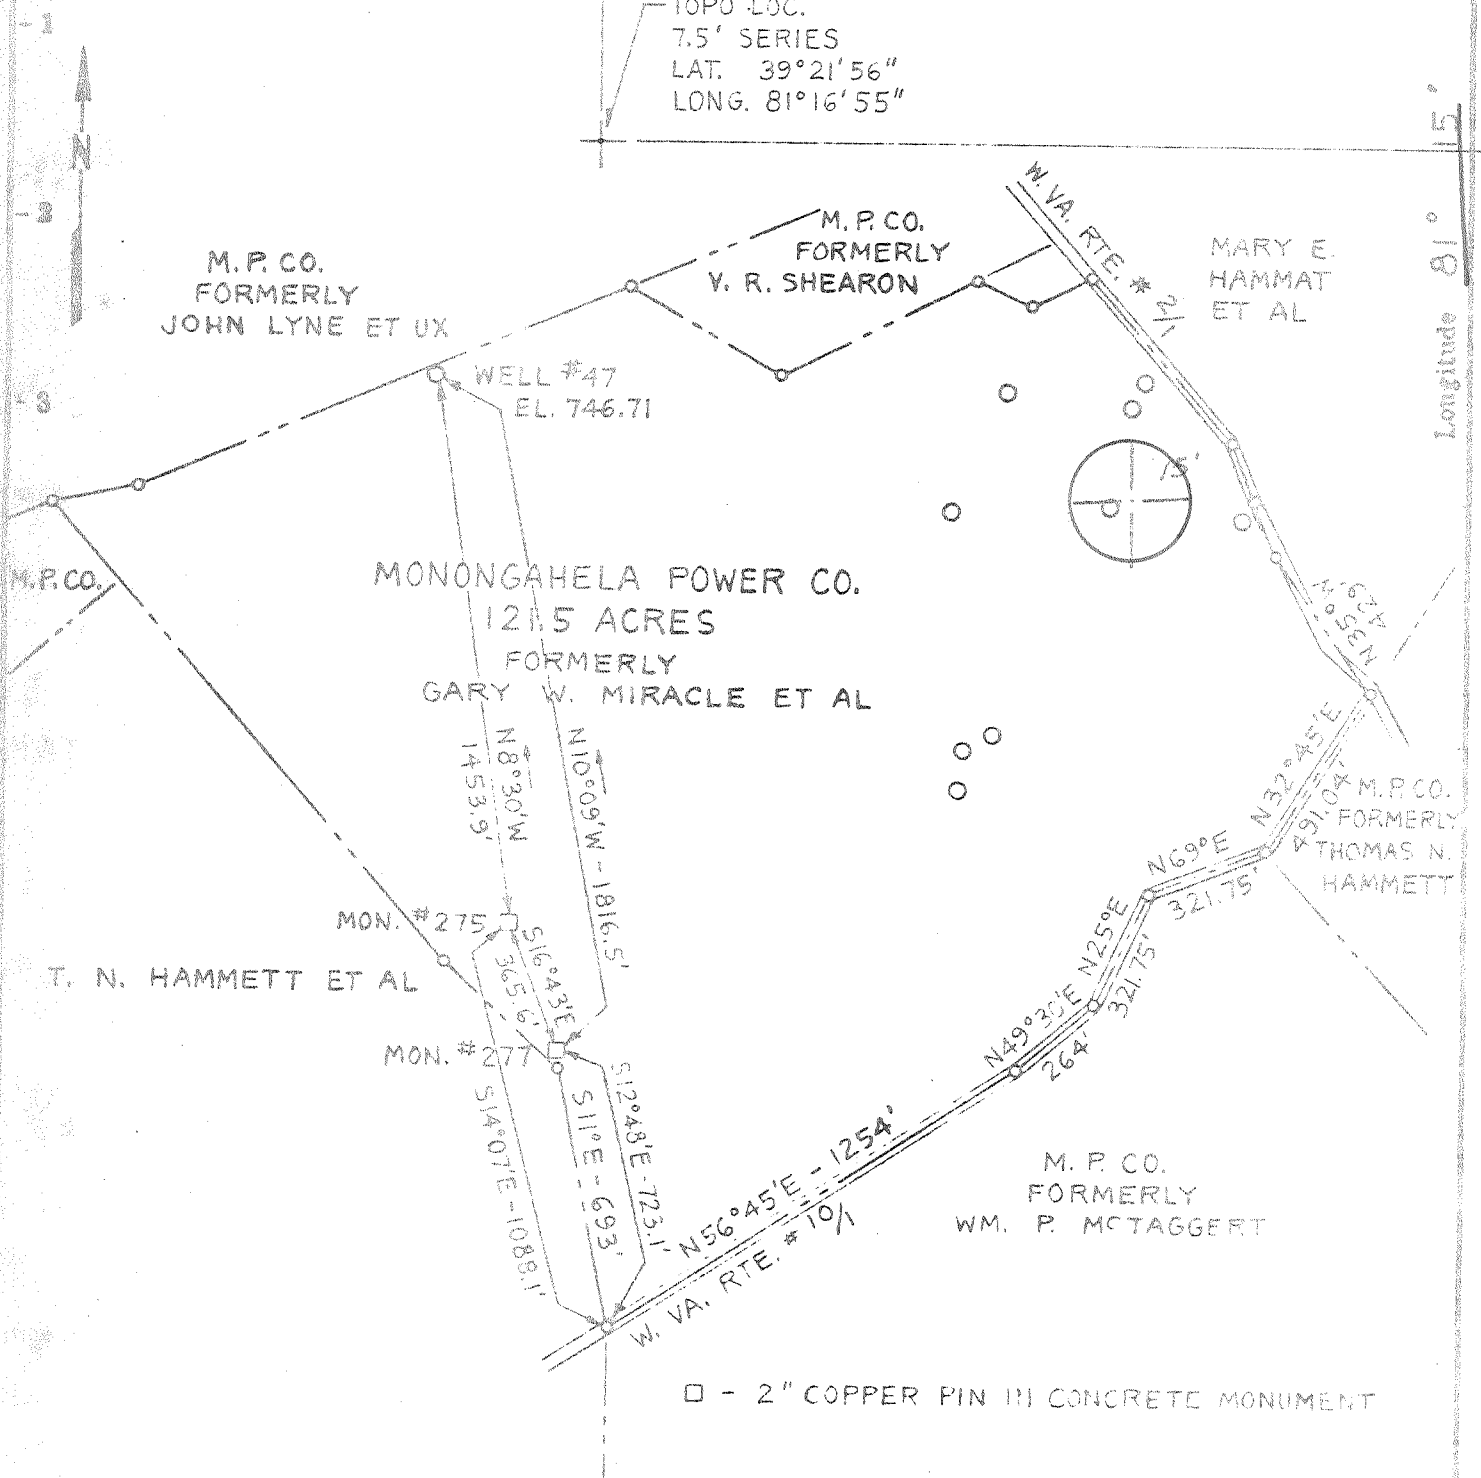 TOPO LOC.
7.5' SERIES
LAT. 39°21'56"
LONG. 81°16'55"
- 1
N
- 2
- 3
15'
Longitude 81°
W. VA. RTE. # 2/1
M. P. CO.
FORMERLY
V. R. SHEARON
MARY E.
HAMMAT
ET AL
M. P. CO.
FORMERLY
JOHN LYNE ET UX
WELL #47
EL. 746.71
15'
M. P. CO.
MONONGAHELA POWER CO.
121.5 ACRES
FORMERLY
GARY W. MIRACLE ET AL
N8°30'W
1453.9'
N10°09'W - 1816.5'
N32°45'E
491.04'
M. P. CO.
FORMERLY
THOMAS N.
HAMMETT
N69°E
321.75'
N25°E
321.75'
N49°30'E
264'
MON. #275
S16°43'E
365.6'
T. N. HAMMETT ET AL
MON. #277
S14°07'E - 1088.1'
S11°E - 693'
S12°48'E - 723.1'
N56°45'E - 1254'
W. VA. RTE. # 10/1
M. P. CO.
FORMERLY
WM. P. MCTAGGERT
□ - 2" COPPER PIN IN CONCRETE MONUMENT